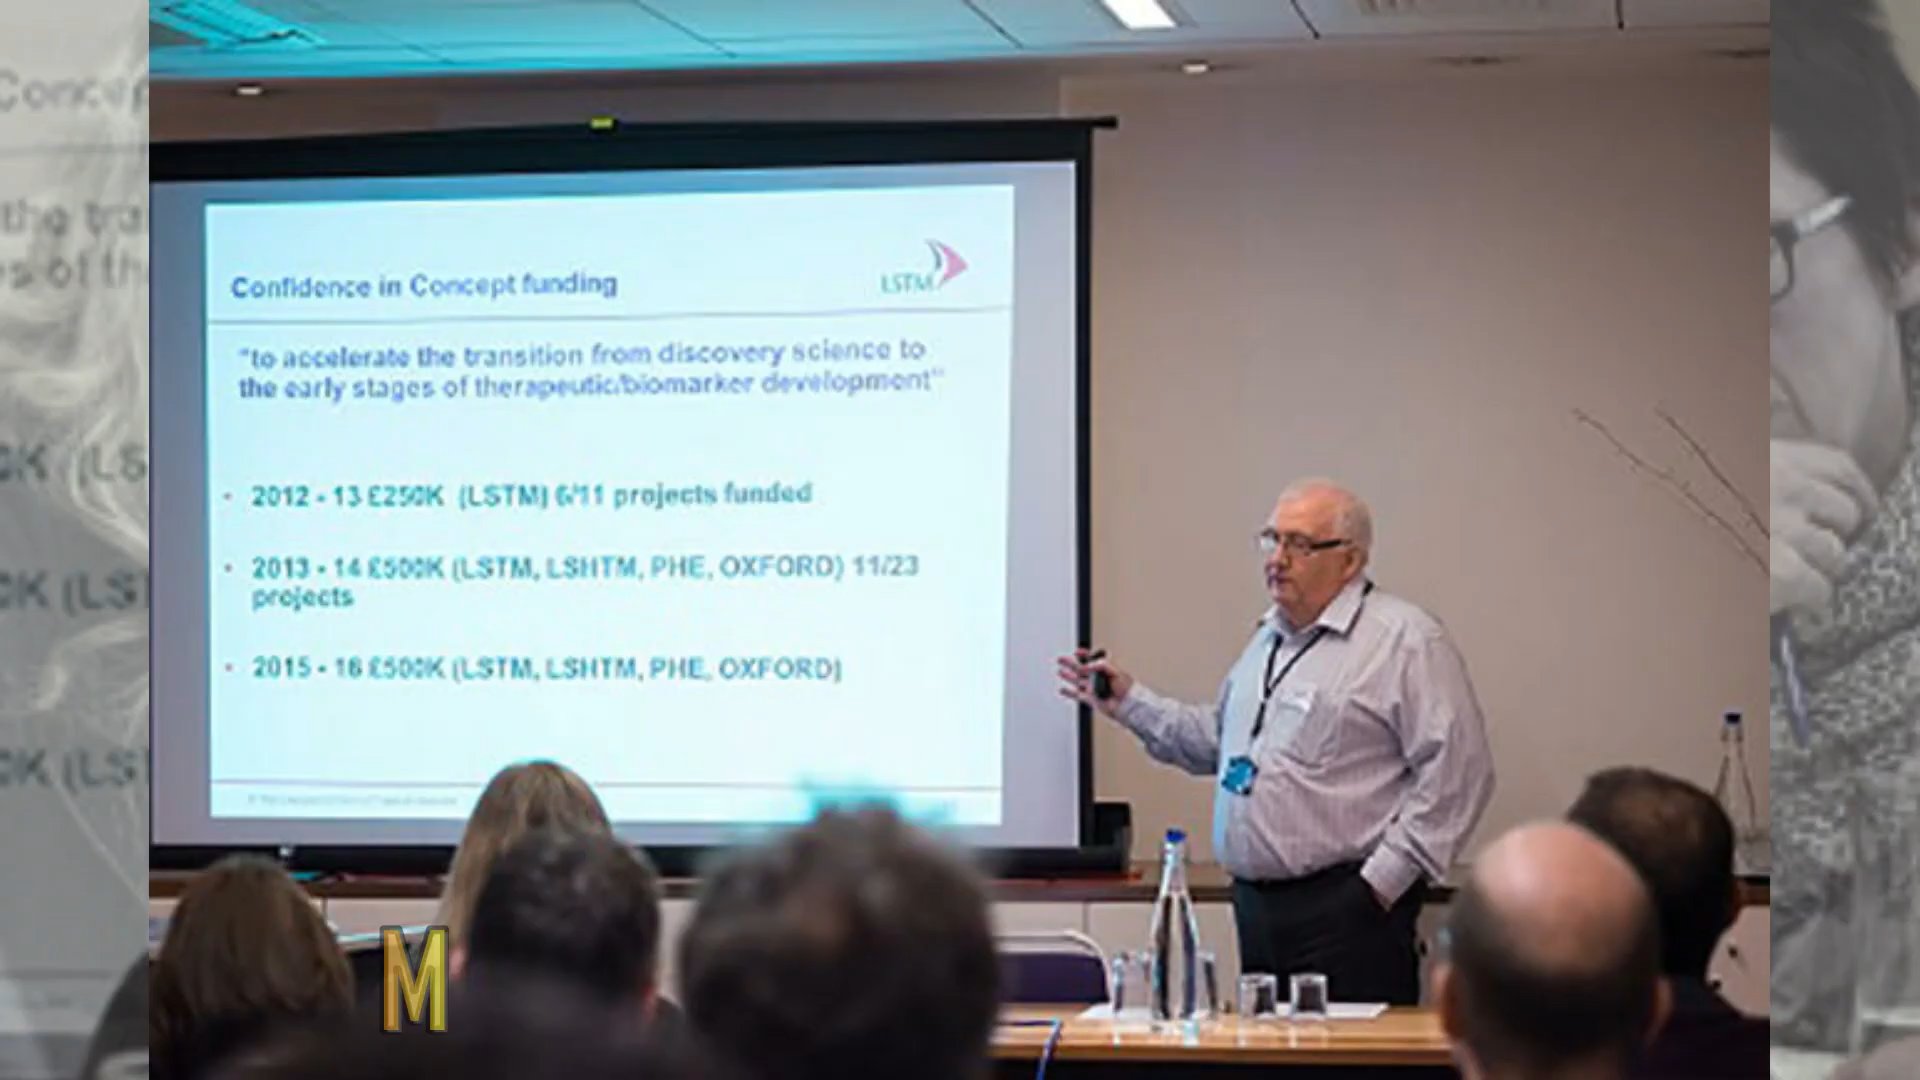 Confidence in Concept funding
LSTM
"to accelerate the transition from discovery science to
the early stages of therapeutic/biomarker development"
• 2012 - 13 £250K (LSTM) 6/11 projects funded
• 2013 - 14 £500K (LSTM, LSHTM, PHE, OXFORD) 11/23
projects
• 2015 - 16 £500K (LSTM, LSHTM, PHE, OXFORD)
M